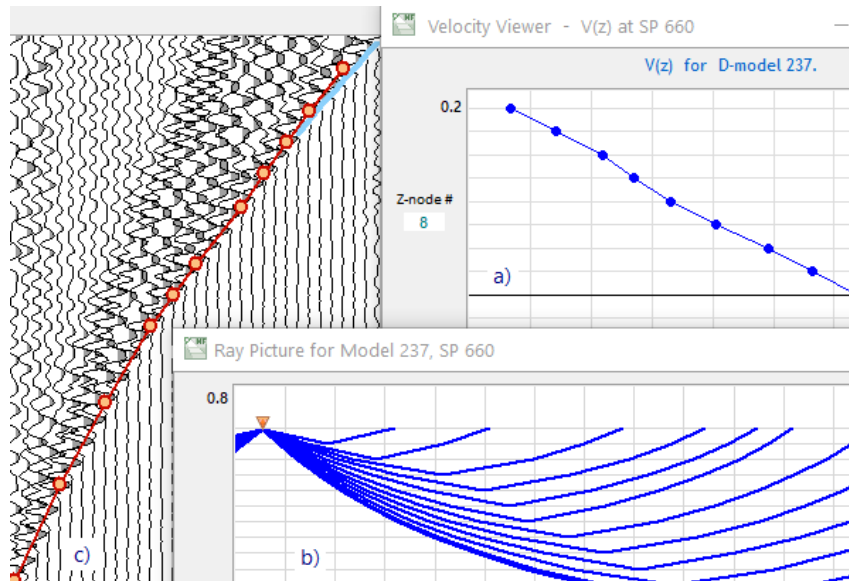 Velocity Viewer - V(z) at SP 660
V(z) for D-model 237.
0.2
Z-node #
8
a)
Ray Picture for Model 237, SP 660
0.8
c)
b)